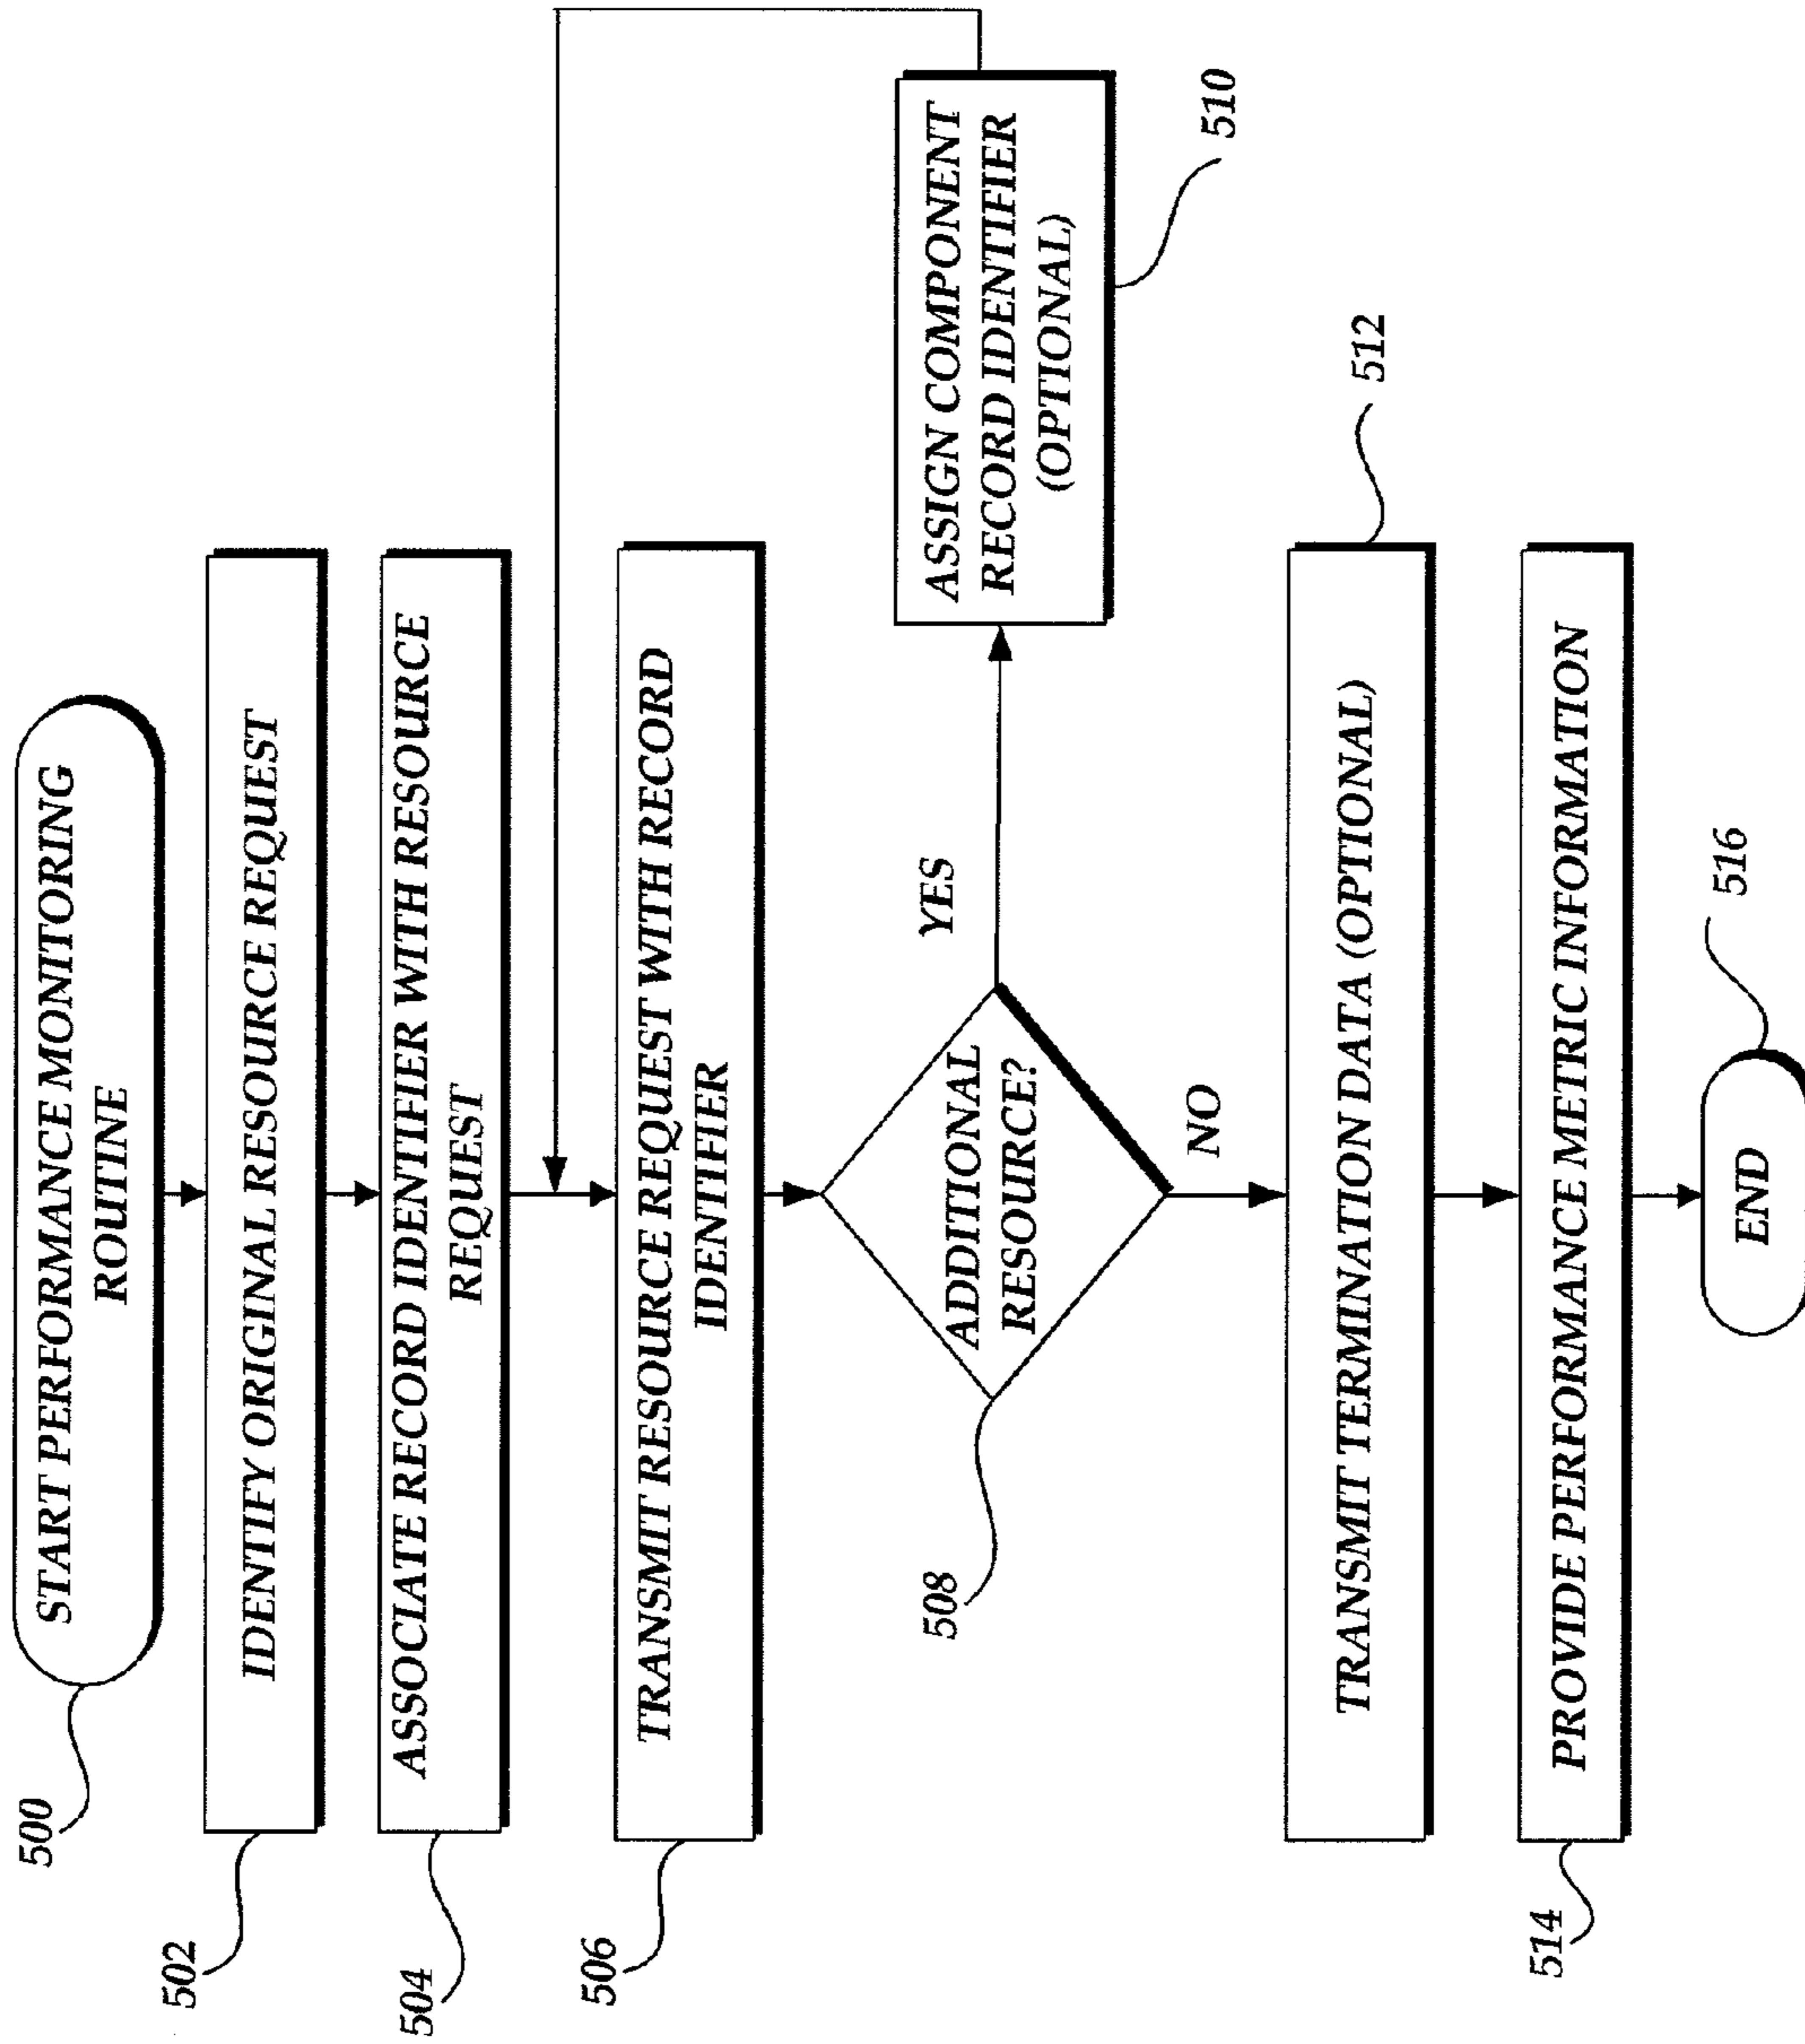 500
START PERFORMANCE MONITORING
ROUTINE
502
IDENTIFY ORIGINAL RESOURCE REQUEST
504
ASSOCIATE RECORD IDENTIFIER WITH RESOURCE
REQUEST
506
TRANSMIT RESOURCE REQUEST WITH RECORD
IDENTIFIER
508
ADDITIONAL
RESOURCE?
YES
ASSIGN COMPONENT
RECORD IDENTIFIER
(OPTIONAL)
510
NO
TRANSMIT TERMINATION DATA (OPTIONAL)
512
514
PROVIDE PERFORMANCE METRIC INFORMATION
END
516